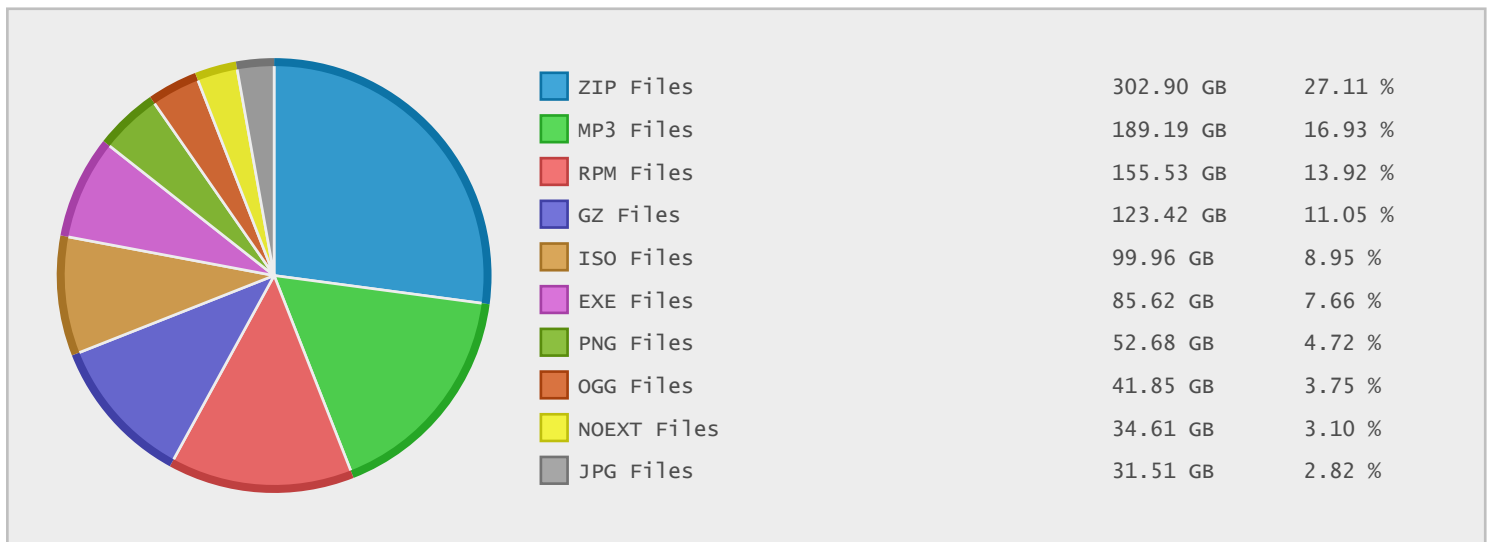 ZIP Files 302.90 GB 27.11 %
MP3 Files 189.19 GB 16.93 %
RPM Files 155.53 GB 13.92 %
GZ Files 123.42 GB 11.05 %
ISO Files 99.96 GB 8.95 %
EXE Files 85.62 GB 7.66 %
PNG Files 52.68 GB 4.72 %
OGG Files 41.85 GB 3.75 %
NOEXT Files 34.61 GB 3.10 %
JPG Files 31.51 GB 2.82 %